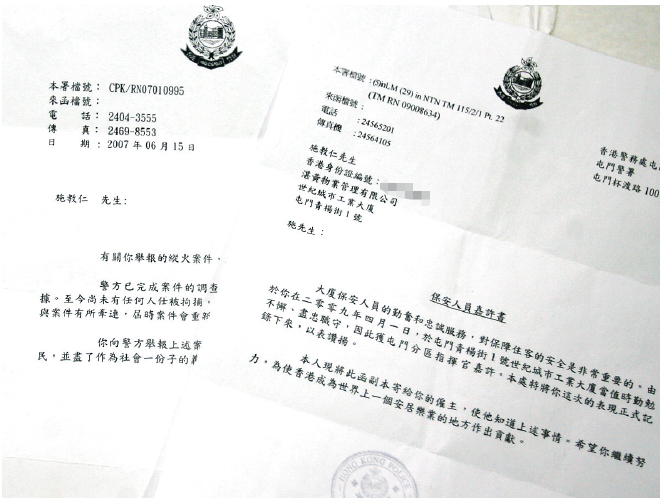 本署檔號: CPK/RN07010995
來函檔號:
電 話: 2404-3555
傳 真: 2469-8553
日 期: 2007年06月15日
施教仁 先生:
有關你舉報的縱火案件,
警方已完成案件的調查
據。至今尚未有任何人仕被拘捕,
與案件有所牽連,屆時案件會重新
你向警方舉報上述案
民,並盡了作為社會一份子的
本署檔號:(9)inLM (29) in NTN TM 115/2/1 Pt. 22
(TM RN 09008634)
來函檔號:
電話 :24565201
傳真機 :24564105
香港警務處屯
屯門警署
屯門杯渡路100
施教仁先生
香港身份證編號:
湛黃物業管理有限公司
世紀城市工業大廈
屯門青楊街1號
施先生:
保安人員嘉許書
大廈保安人員的勤奮和忠誠服務,對保障住客的安全是非常重要的。由
於你在二零零九年四月一日,於屯門青楊街1號世紀城市工業大廈當值時勤勉
不懈、盡忠職守,因此獲屯門分區指揮官嘉許。本處特將你這次的表現正式記
錄下來,以表讚揚。
本人現將此函副本寄給你的僱主,使他知道上述事情。希望你繼續努
力,為使香港成為世界上一個安居樂業的地方作出貢獻。
HONG KONG POLICE